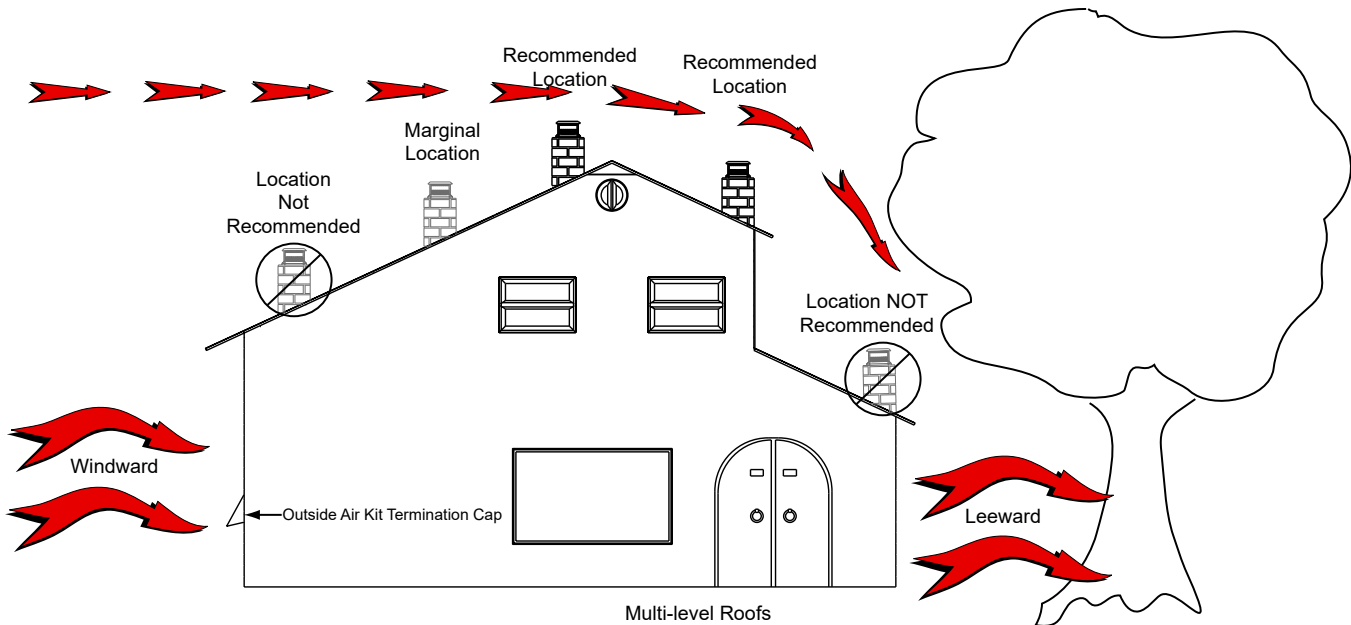 Recommended
Location
Recommended
Location
Marginal
Location
Location
Not
Recommended
Location NOT
Recommended
Windward
Outside Air Kit Termination Cap
Leeward
Multi-level Roofs